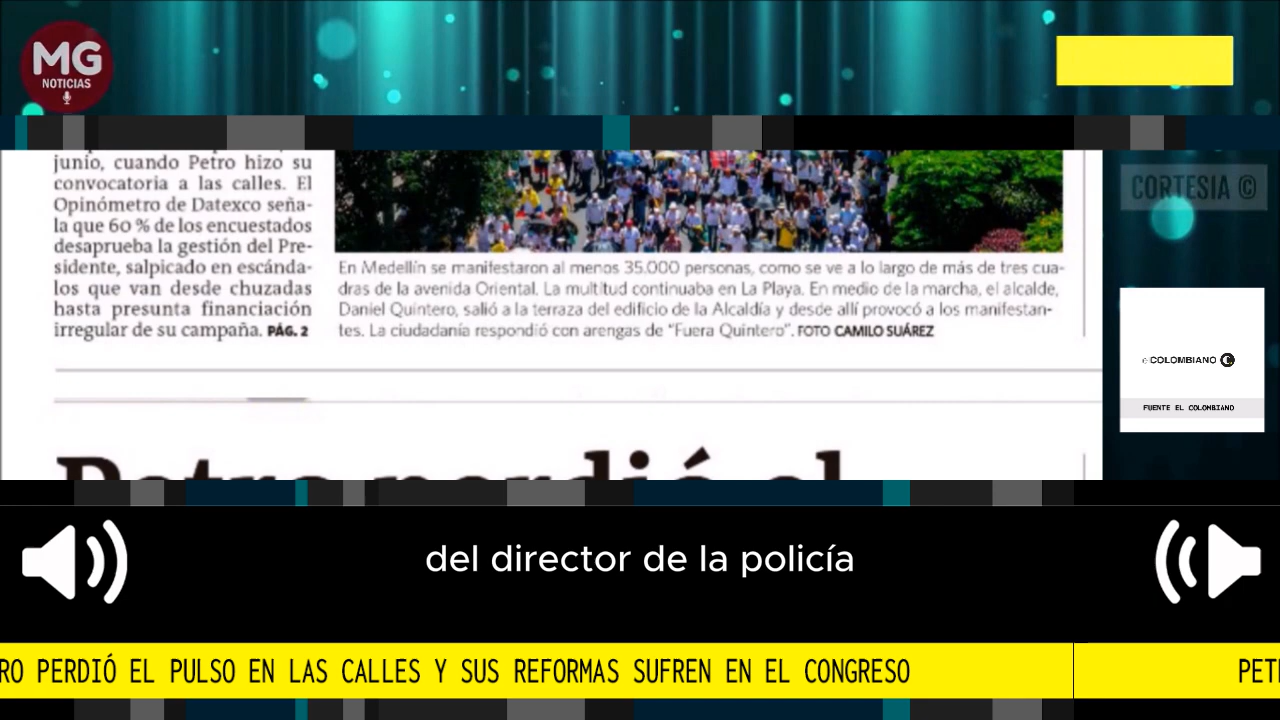 MG
NOTICIAS
junio, cuando Petro hizo su
convocatoria a las calles. El
Opinómetro de Datexco seña-
la que 60 % de los encuestados
desaprueba la gestión del Pre-
sidente, salpicado en escánda-
los que van desde chuzadas
hasta presunta financiación
irregular de su campaña. PÁG. 2
En Medellín se manifestaron al menos 35.000 personas, como se ve a lo largo de más de tres cua-
dras de la avenida Oriental. La multitud continuaba en La Playa. En medio de la marcha, el alcalde,
Daniel Quintero, salió a la terraza del edificio de la Alcaldía y desde allí provocó a los manifestan-
tes. La ciudadanía respondió con arengas de “Fuera Quintero”. FOTO CAMILO SUÁREZ
Petro perdió el
CORTESIA ©
COLOMBIANO C
FUENTE EL COLOMBIANO
del director de la policía
RO PERDIÓ EL PULSO EN LAS CALLES Y SUS REFORMAS SUFREN EN EL CONGRESO
PET